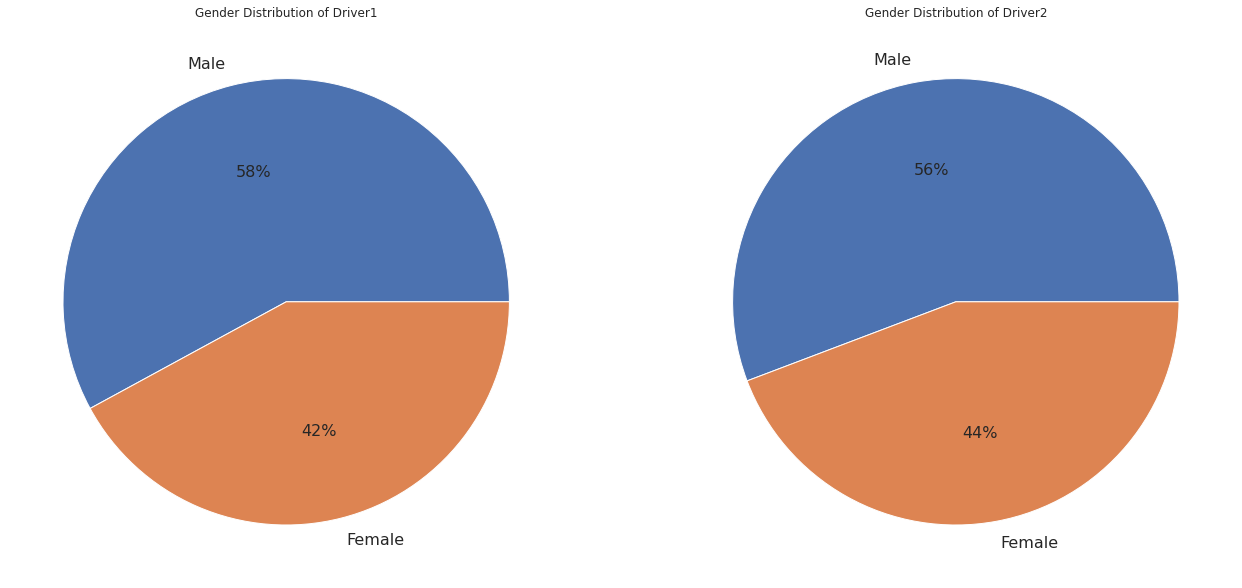 Gender Distribution of Driver1
Male
58%
42%
Female
Gender Distribution of Driver2
Male
56%
44%
Female